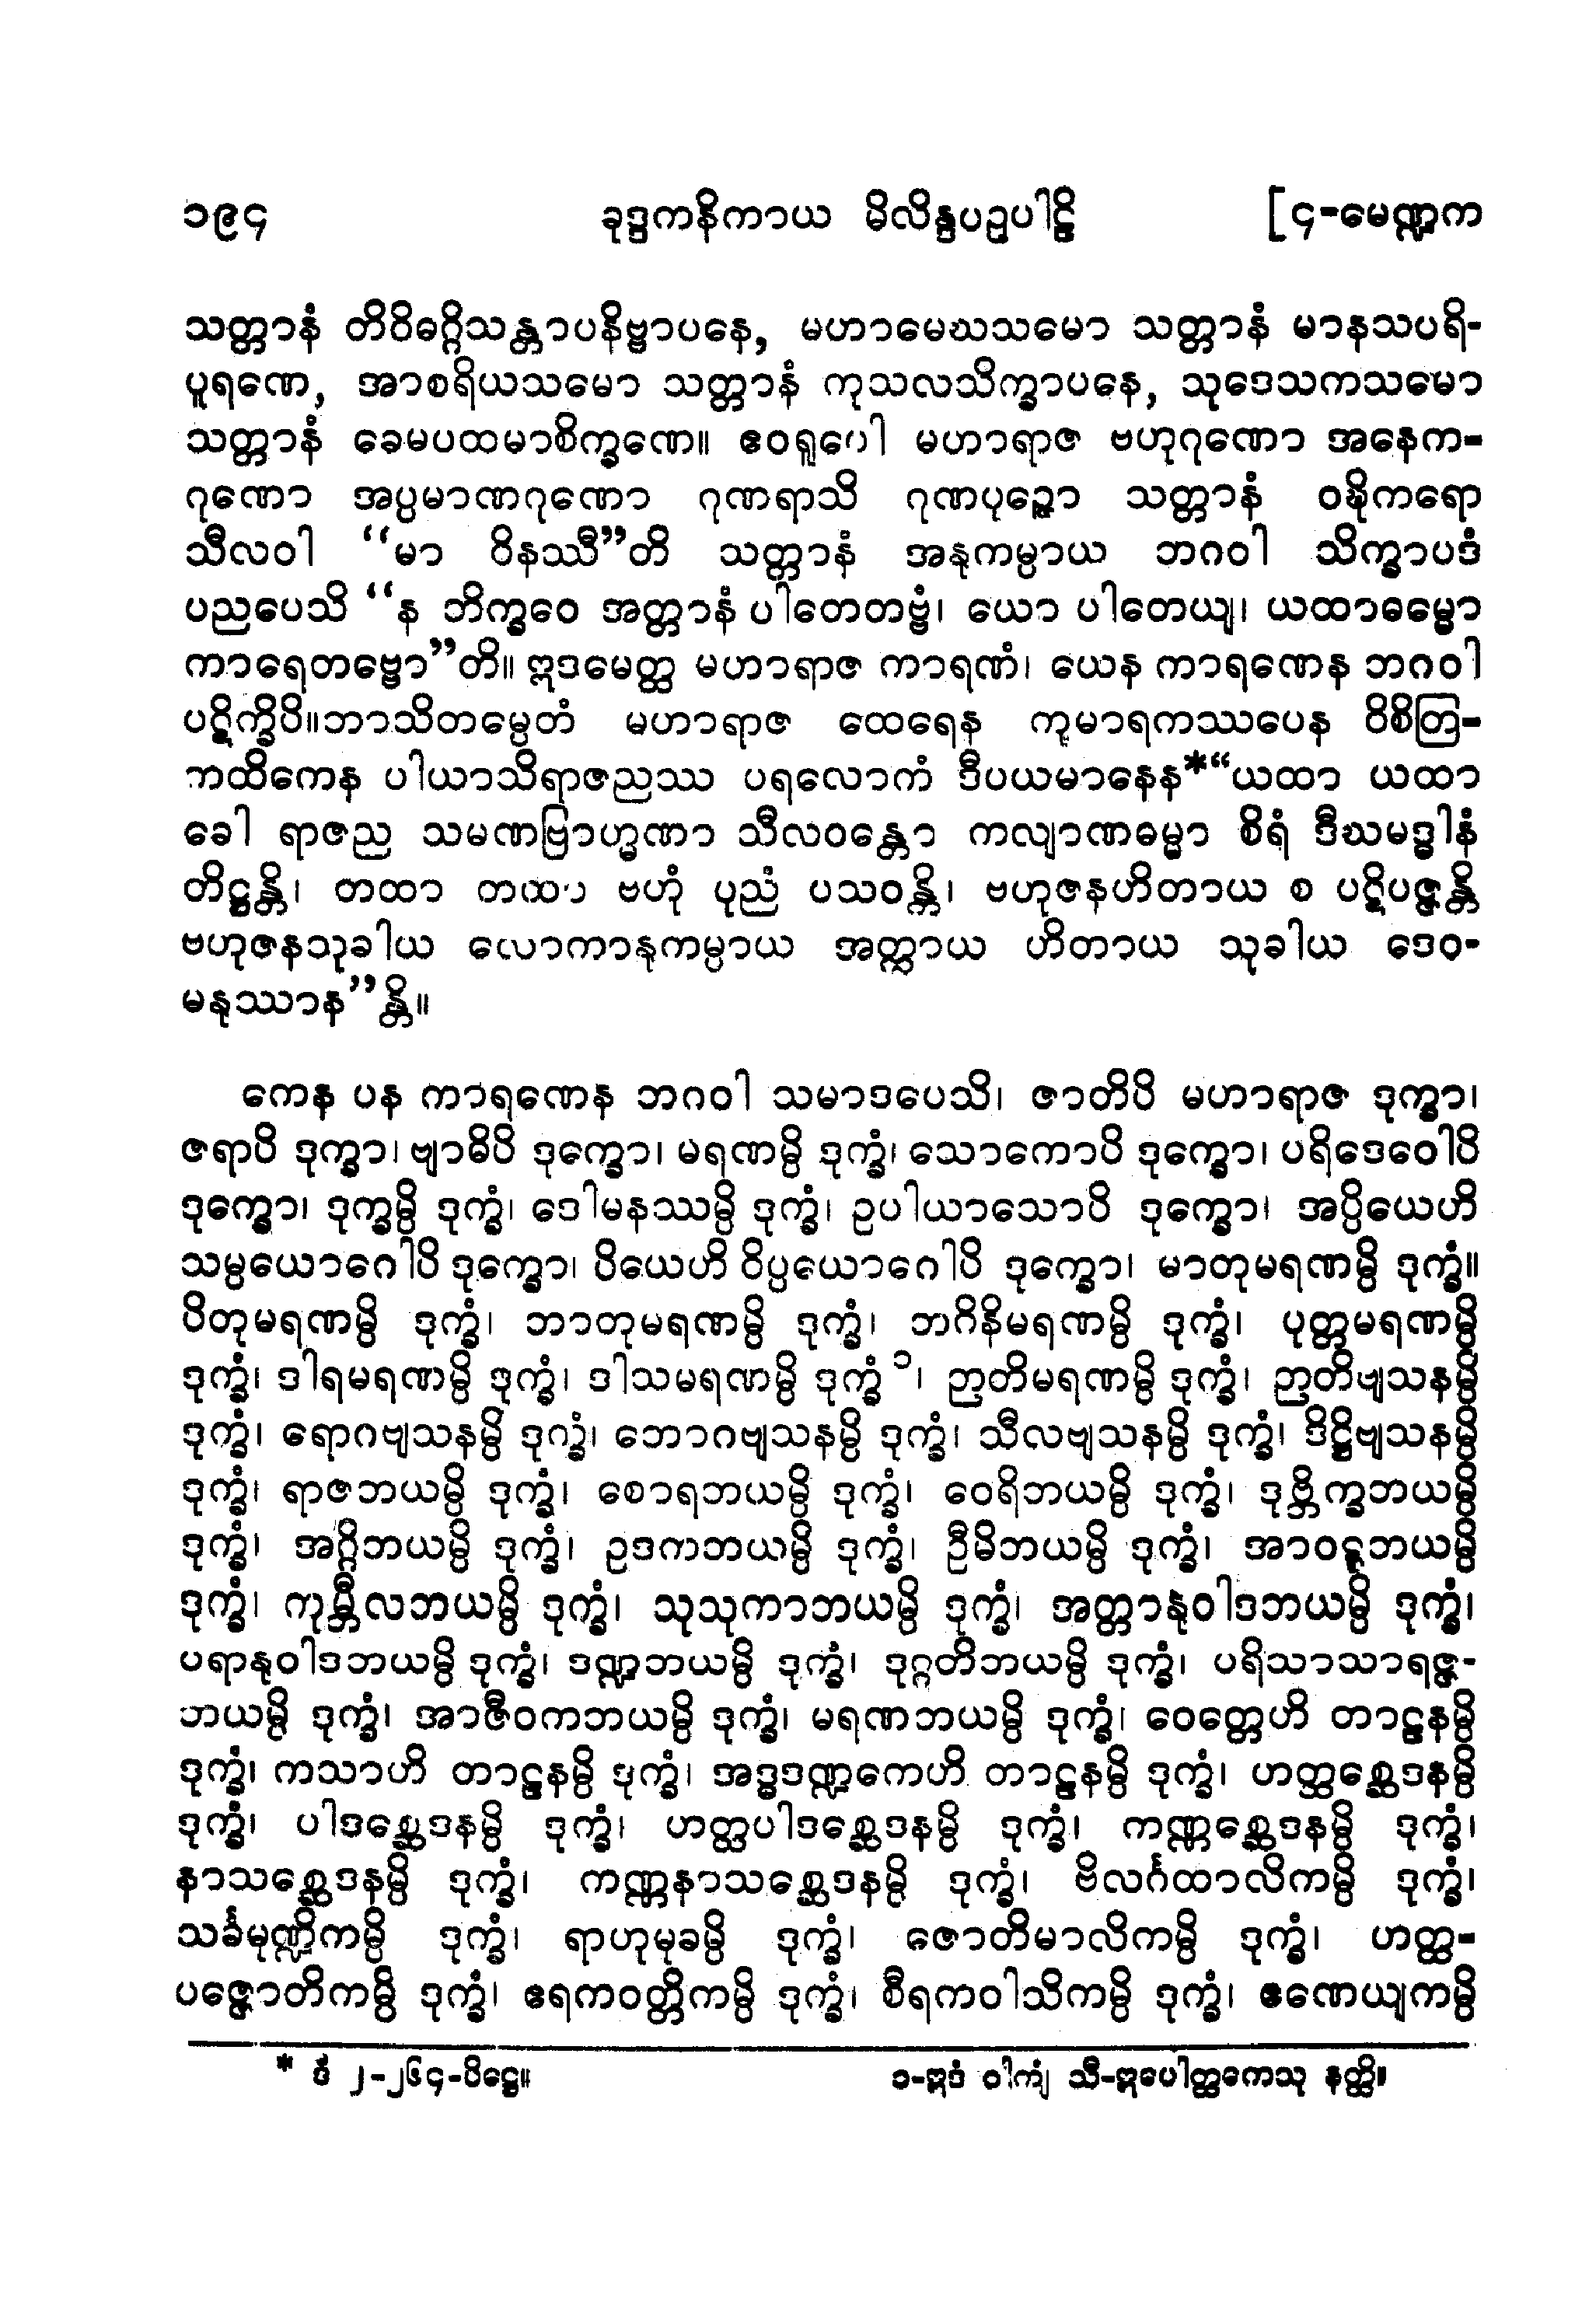 ၁၉၄ ခုဒ္ဒကနိကာယ မိလိန္ဒပဉှပါဠိ [၄-မေဏ္ဍက
သတ္တာနံ တိဝိဓဂ္ဂိသန္တာပနိဗ္ဗာပနေ, မဟာမေဃသမော သတ္တာနံ မာနသပရိ-
ပူရဏေ, အာစရိယသမော သတ္တာနံ ကုသလသိက္ခာပနေ, သုဒေသကသမော
သတ္တာနံ ခေမပထမာစိက္ခဏေ။ ဧဝရူပေါ မဟာရာဇ ဗဟုဂုဏော အနေက-
ဂုဏော အပ္ပမာဏဂုဏော ဂုဏရာသိ ဂုဏပုဉ္ဇော သတ္တာနံ ဝဍ္ဎိကရော
သီလဝါ “မာ ဝိနဿီ”တိ သတ္တာနံ အနုကမ္ပာယ ဘဂဝါ သိက္ခာပဒံ
ပညပေသိ “န ဘိက္ခဝေ အတ္တာနံ ပါတေတဗ္ဗံ၊ ယော ပါတေယျ၊ ယထာဓမ္မော
ကာရေတဗ္ဗော”တိ။ ဣဒမေတ္ထ မဟာရာဇ ကာရဏံ၊ ယေန ကာရဏေန ဘဂဝါ
ပဋိက္ခိပိ။ဘာသိတမ္ပေတံ မဟာရာဇ ထေရေန ကုမာရကဿပေန ဝိစိတြ-
ကထိကေန ပါယာသိရာဇညဿ ပရလောကံ ဒီပယမာနေန*“ယထာ ယထာ
ခေါ ရာဇည သမဏဗြာဟ္မဏာ သီလဝန္တော ကလျာဏဓမ္မာ စိရံ ဒီဃမဒ္ဓါနံ
တိဋ္ဌန္တိ၊ တထာ တထာ ဗဟုံ ပုညံ ပသဝန္တိ၊ ဗဟုဇနဟိတာယ စ ပဋိပဇ္ဇန္တိ
ဗဟုဇနသုခါယ လောကာနုကမ္ပာယ အတ္ထာယ ဟိတာယ သုခါယ ဒေဝ-
မနုဿာန”န္တိ။
ကေန ပန ကာရဏေန ဘဂဝါ သမာဒပေသိ၊ ဇာတိပိ မဟာရာဇ ဒုက္ခာ၊
ဇရာပိ ဒုက္ခာ၊ ဗျာဓိပိ ဒုက္ခော၊ မရဏမ္ပိ ဒုက္ခံ၊ သောကောပိ ဒုက္ခော၊ ပရိဒေဝေါပိ
ဒုက္ခော၊ ဒုက္ခမ္ပိ ဒုက္ခံ၊ ဒေါမနဿမ္ပိ ဒုက္ခံ၊ ဥပါယာသောပိ ဒုက္ခော၊ အပ္ပိယေဟိ
သမ္ပယောဂေါပိ ဒုက္ခော၊ ပိယေဟိ ဝိပ္ပယောဂေါပိ ဒုက္ခော၊ မာတုမရဏမ္ပိ ဒုက္ခံ။
ပိတုမရဏမ္ပိ ဒုက္ခံ၊ ဘာတုမရဏမ္ပိ ဒုက္ခံ၊ ဘဂိနိမရဏမ္ပိ ဒုက္ခံ၊ ပုတ္တမရဏမ္ပိ
ဒုက္ခံ၊ ဒါရမရဏမ္ပိ ဒုက္ခံ၊ ဒါသမရဏမ္ပိ ဒုက္ခံ ၁၊ ဉာတိမရဏမ္ပိ ဒုက္ခံ၊ ဉာတိဗျသနမ္ပိ
ဒုက္ခံ၊ ရောဂဗျသနမ္ပိ ဒုက္ခံ၊ ဘောဂဗျသနမ္ပိ ဒုက္ခံ၊ သီလဗျသနမ္ပိ ဒုက္ခံ၊ ဒိဋ္ဌိဗျသနမ္ပိ
ဒုက္ခံ၊ ရာဇဘယမ္ပိ ဒုက္ခံ၊ စောရဘယမ္ပိ ဒုက္ခံ၊ ဝေရိဘယမ္ပိ ဒုက္ခံ၊ ဒုဗ္ဘိက္ခဘယမ္ပိ
ဒုက္ခံ၊ အဂ္ဂိဘယမ္ပိ ဒုက္ခံ၊ ဥဒကဘယမ္ပိ ဒုက္ခံ၊ ဦမိဘယမ္ပိ ဒုက္ခံ၊ အာဝဋ္ဋဘယမ္ပိ
ဒုက္ခံ၊ ကုမ္ဘီလဘယမ္ပိ ဒုက္ခံ၊ သုသုကာဘယမ္ပိ ဒုက္ခံ၊ အတ္တာနုဝါဒဘယမ္ပိ ဒုက္ခံ၊
ပရာနုဝါဒဘယမ္ပိ ဒုက္ခံ၊ ဒဏ္ဍဘယမ္ပိ ဒုက္ခံ၊ ဒုဂ္ဂတိဘယမ္ပိ ဒုက္ခံ၊ ပရိသာသာရဇ္ဇ-
ဘယမ္ပိ ဒုက္ခံ၊ အာဇီဝကဘယမ္ပိ ဒုက္ခံ၊ မရဏဘယမ္ပိ ဒုက္ခံ၊ ဝေတ္တေဟိ တာဠနမ္ပိ
ဒုက္ခံ၊ ကသာဟိ တာဠနမ္ပိ ဒုက္ခံ၊ အဒ္ဓဒဏ္ဍကေဟိ တာဠနမ္ပိ ဒုက္ခံ၊ ဟတ္ထစ္ဆေဒနမ္ပိ
ဒုက္ခံ၊ ပါဒစ္ဆေဒနမ္ပိ ဒုက္ခံ၊ ဟတ္ထပါဒစ္ဆေဒနမ္ပိ ဒုက္ခံ၊ ကဏ္ဏစ္ဆေဒနမ္ပိ ဒုက္ခံ၊
နာသစ္ဆေဒနမ္ပိ ဒုက္ခံ၊ ကဏ္ဏနာသစ္ဆေဒနမ္ပိ ဒုက္ခံ၊ ဗိလင်္ဂထာလိကမ္ပိ ဒုက္ခံ၊
သင်္ခမုဏ္ဍိကမ္ပိ ဒုက္ခံ၊ ရာဟုမုခမ္ပိ ဒုက္ခံ၊ ဇောတိမာလိကမ္ပိ ဒုက္ခံ၊ ဟတ္ထ-
ပဇ္ဇောတိကမ္ပိ ဒုက္ခံ၊ ဧရကဝတ္တိကမ္ပိ ဒုက္ခံ၊ စီရကဝါသိကမ္ပိ ဒုက္ခံ၊ ဧဏေယျကမ္ပိ
* ဒီ ၂-၂၆၄-ပိဋ္ဌေ။ ၁-ဣဒံ ဝါကျံ သီ-ဣပေါတ္ထကေသု နတ္ထိ။